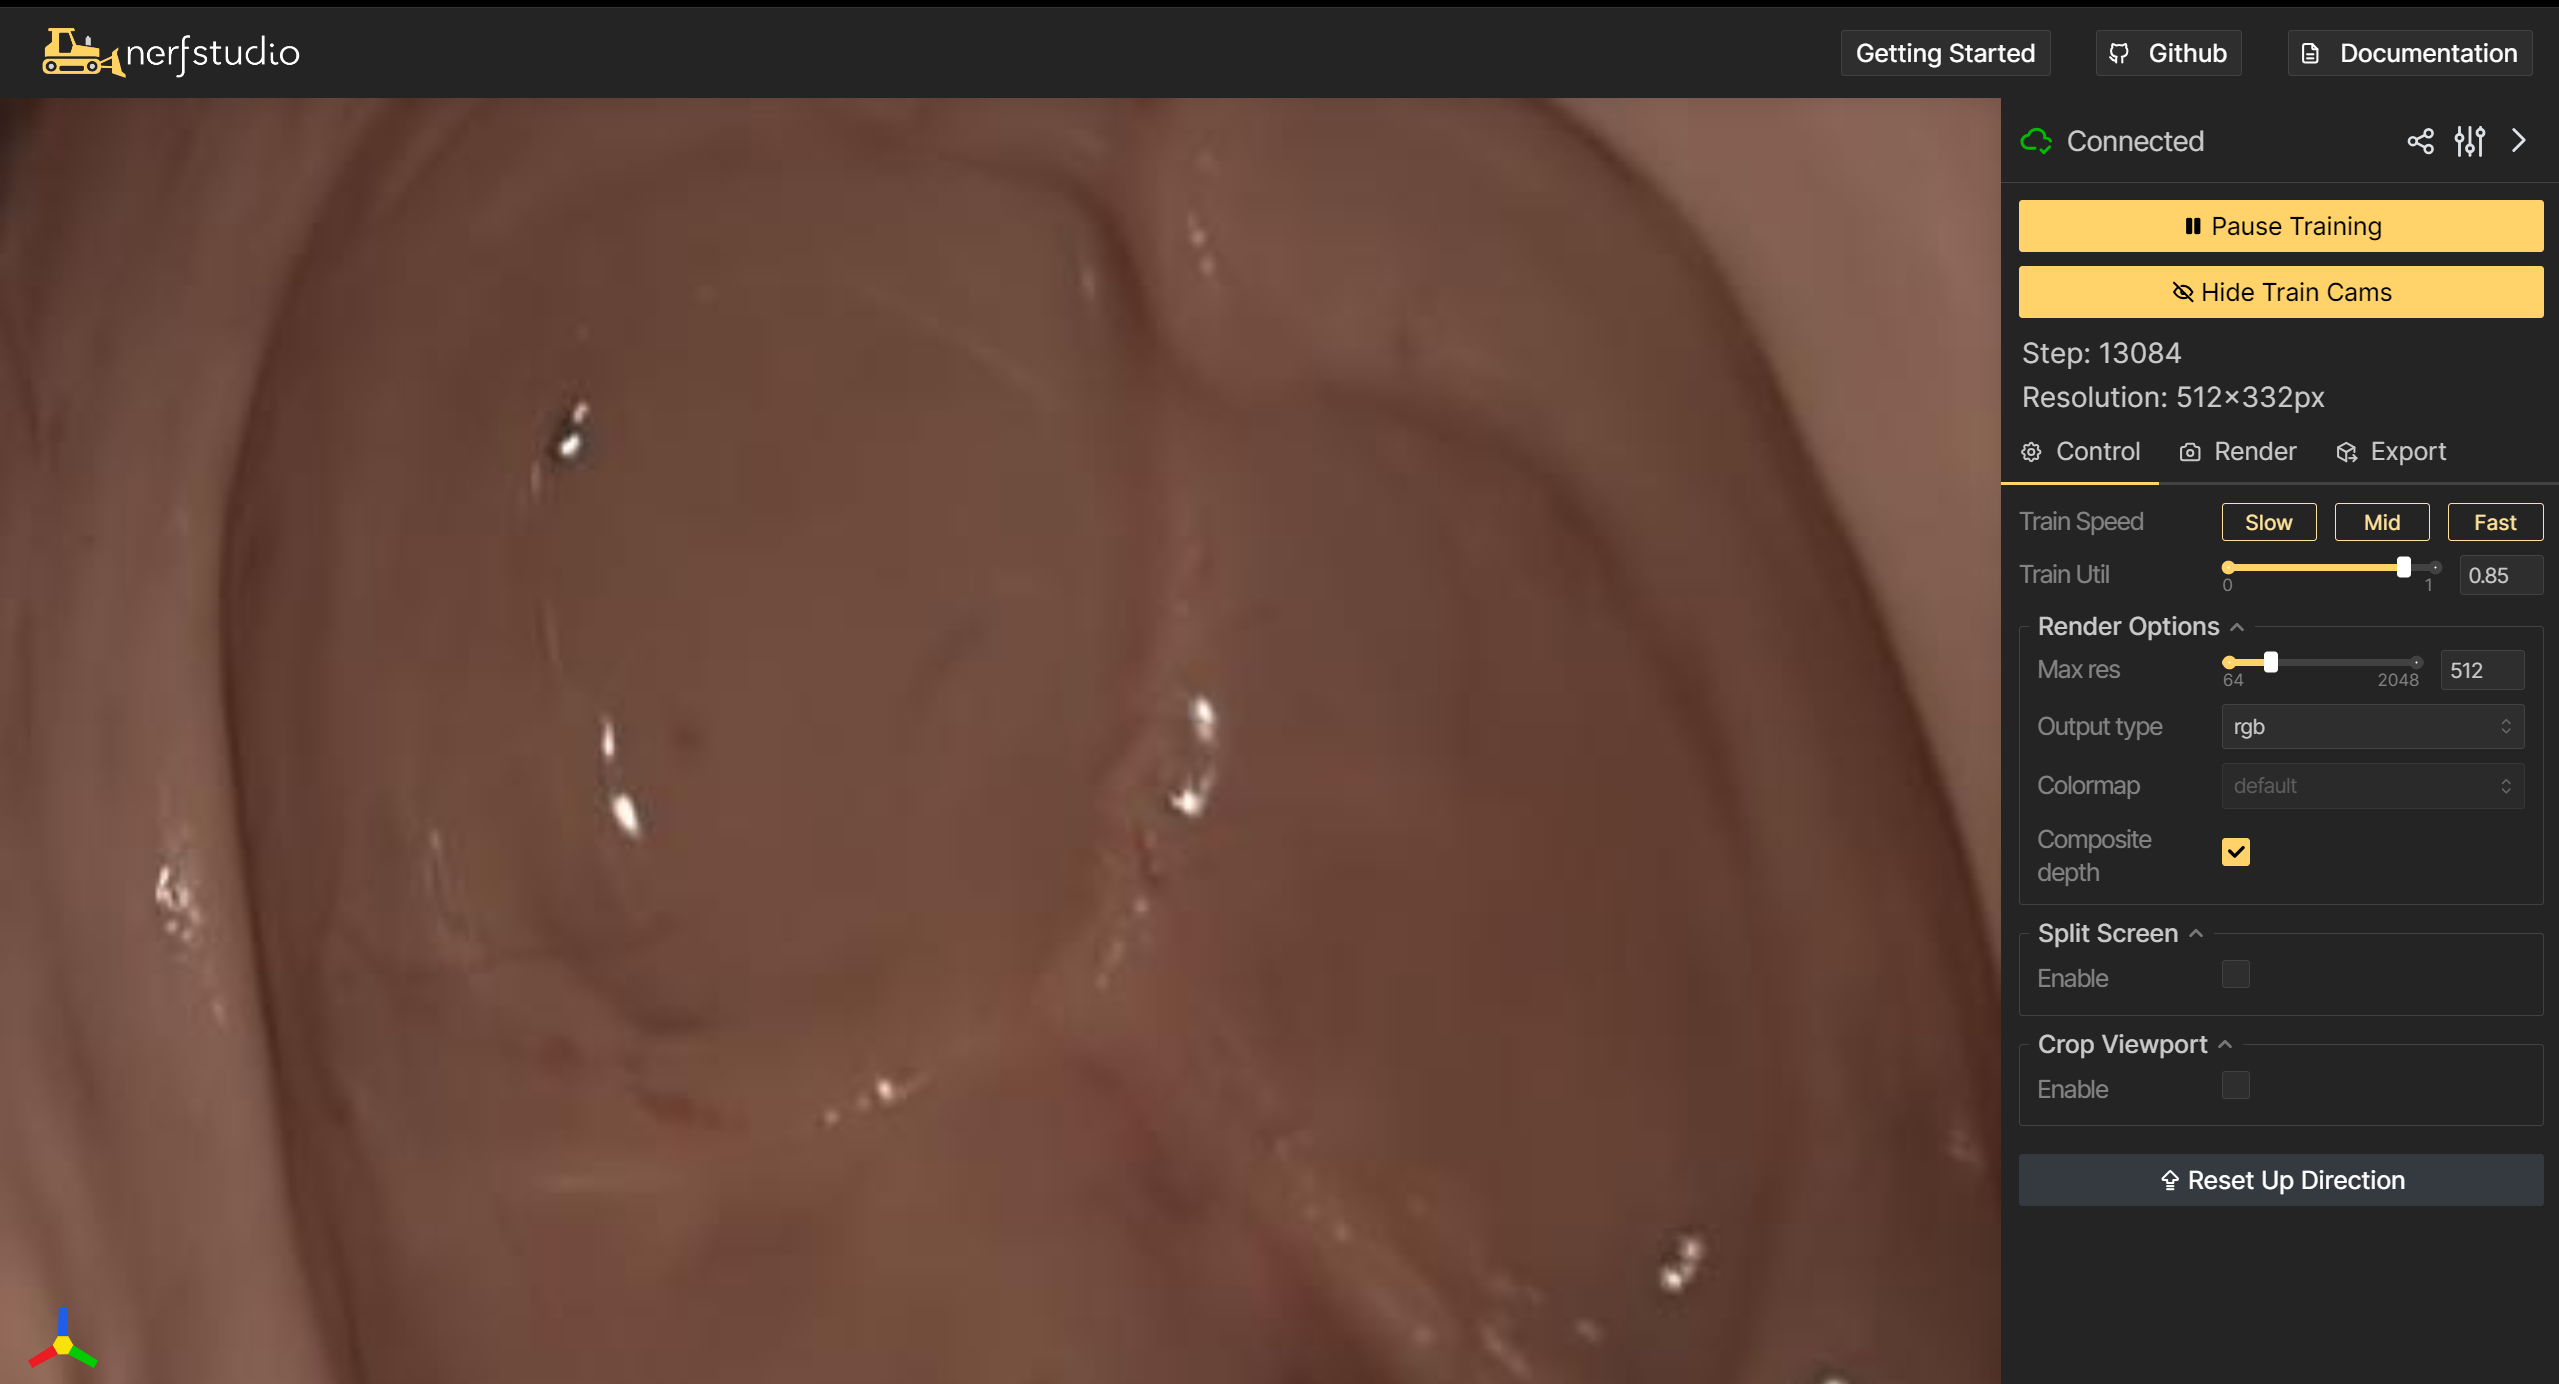 nerfstudio
Getting Started
Github
Documentation
Connected
Pause Training
Hide Train Cams
Step: 13084
Resolution: 512×332px
Control
Render
Export
Train Speed
Slow
Mid
Fast
Train Util
0
1
0.85
Render Options
Max res
64
2048
512
Output type
rgb
Colormap
default
Composite
depth
Split Screen
Enable
Crop Viewport
Enable
Reset Up Direction